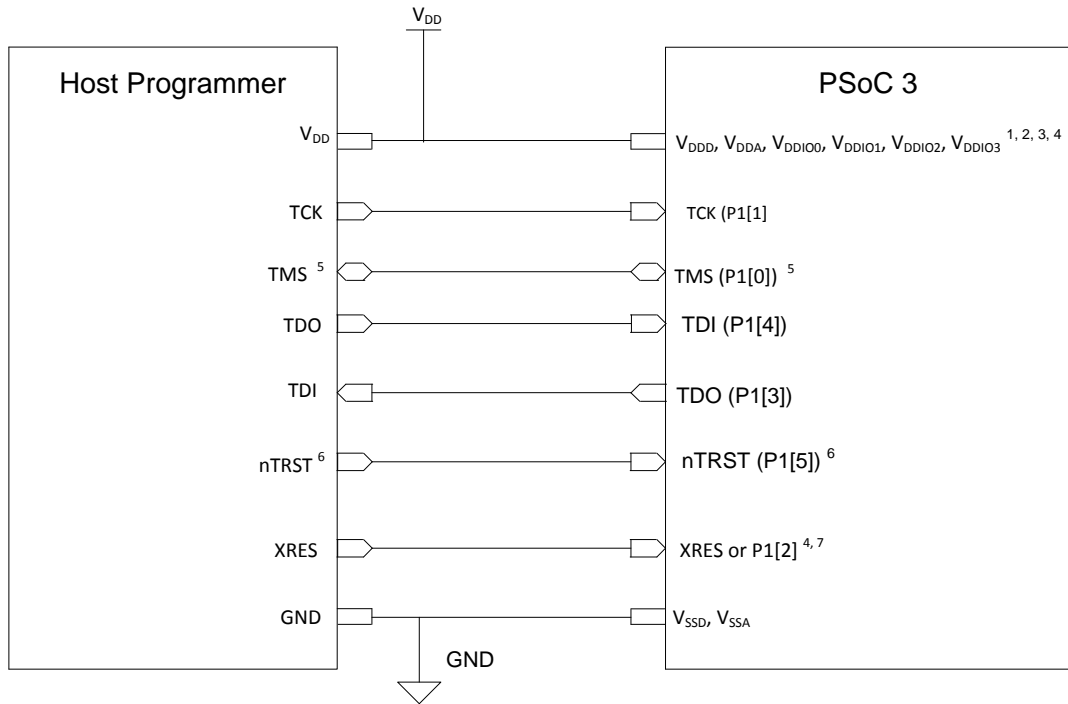 VDD
Host Programmer
PSoC 3
VDD
VDDD, VDDA, VDDIO0, VDDIO1, VDDIO2, VDDIO3 1, 2, 3, 4
TCK
TCK (P1[1]
TMS 5
TMS (P1[0]) 5
TDO
TDI (P1[4])
TDI
TDO (P1[3])
nTRST 6
nTRST (P1[5]) 6
XRES
XRES or P1[2] 4, 7
GND
VSSD, VSSA
GND